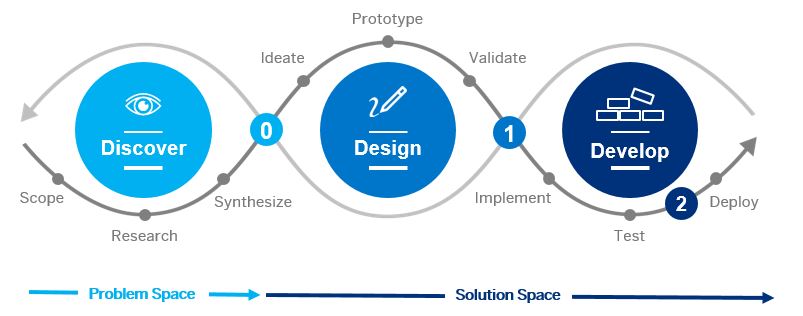 Prototype
Ideate
Validate
Discover
0
Design
1
Develop
Scope
Synthesize
Research
Implement
2
Deploy
Test
Problem Space
Solution Space